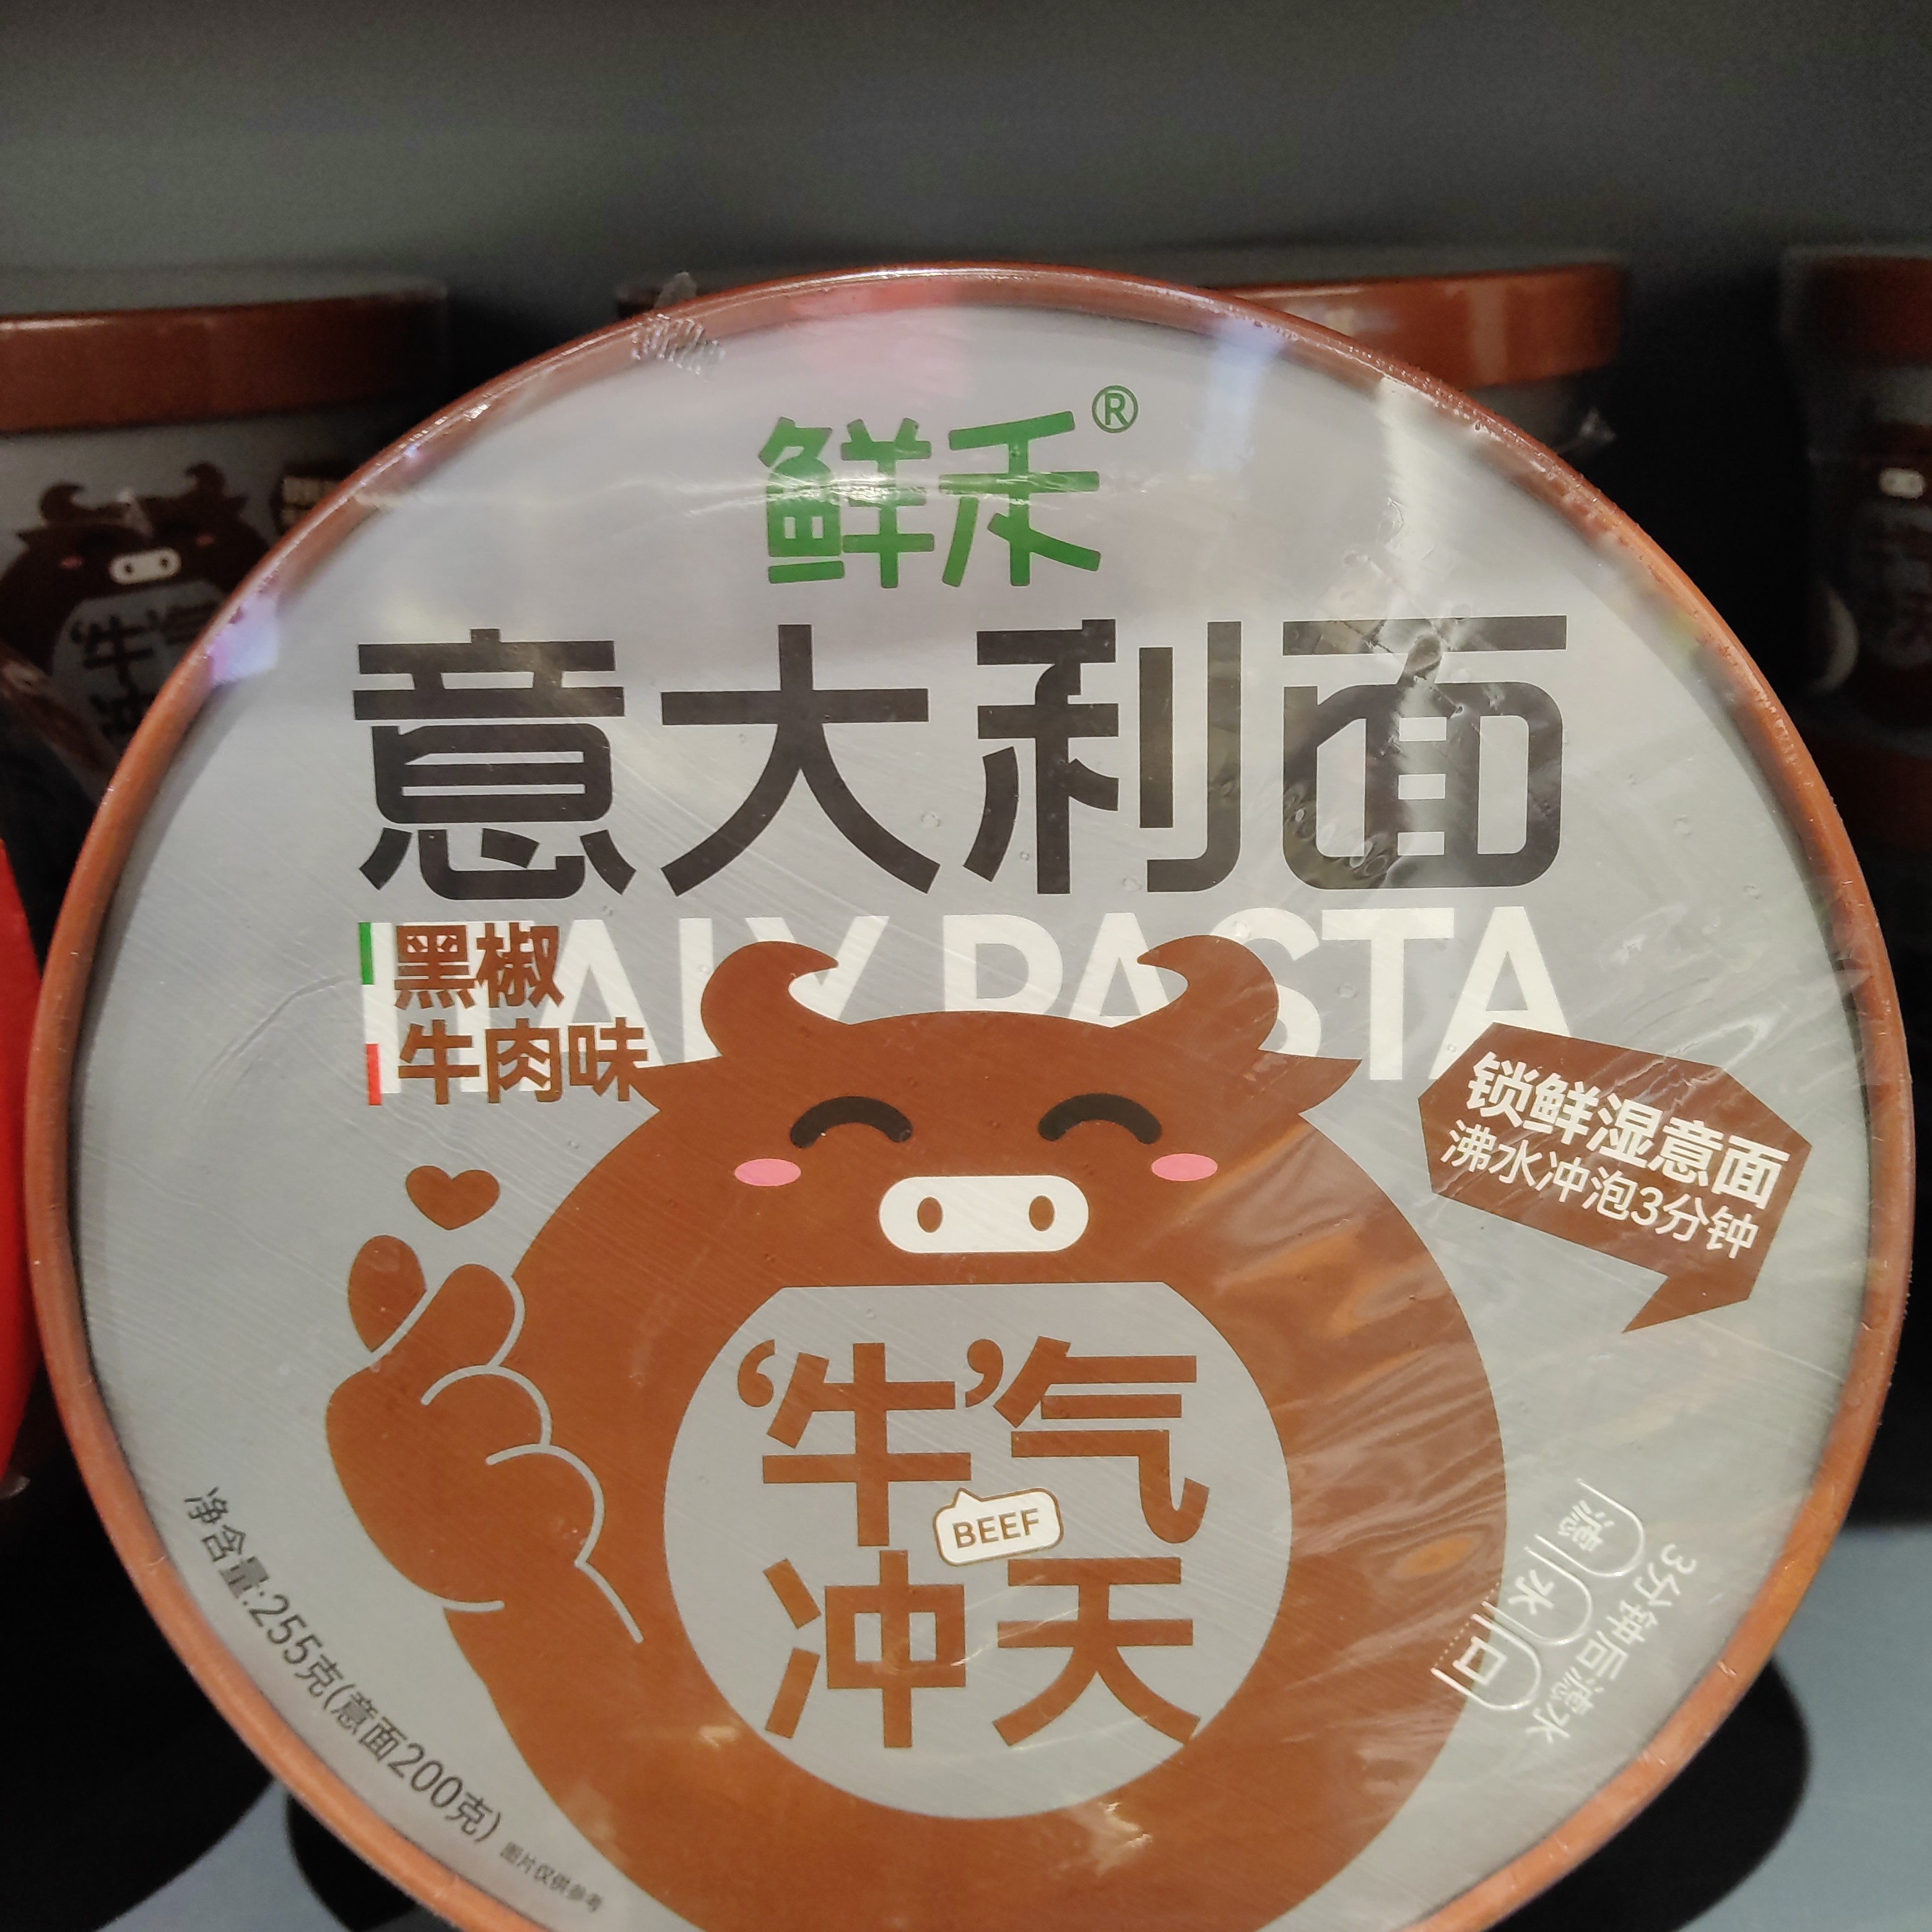 鲜禾®
意大利面
ITALY PASTA
黑椒
牛肉味
锁鲜湿意面
沸水冲泡3分钟
‘牛’气
BEEF
冲天
滤水口
3分钟后滤水
净含量:255克(意面200克)
图片仅供参考
‘牛’气